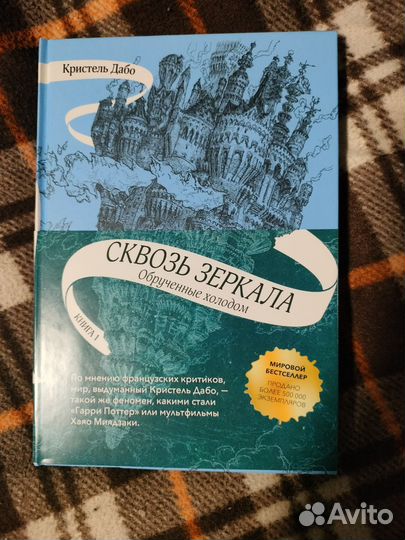 Кристель Дабо
СКВОЗЬ ЗЕРКАЛА
Обрученные холодом
КНИГА 1
МИРОВОЙ
БЕСТСЕЛЛЕР
ПРОДАНО
БОЛЕЕ 500 000
ЭКЗЕМПЛЯРОВ
По мнению французских критиков,
мир, выдуманный Кристель Дабо, —
такой же феномен, какими стали
«Гарри Поттер» или мультфильмы
Хаяо Миядзаки.
Avito